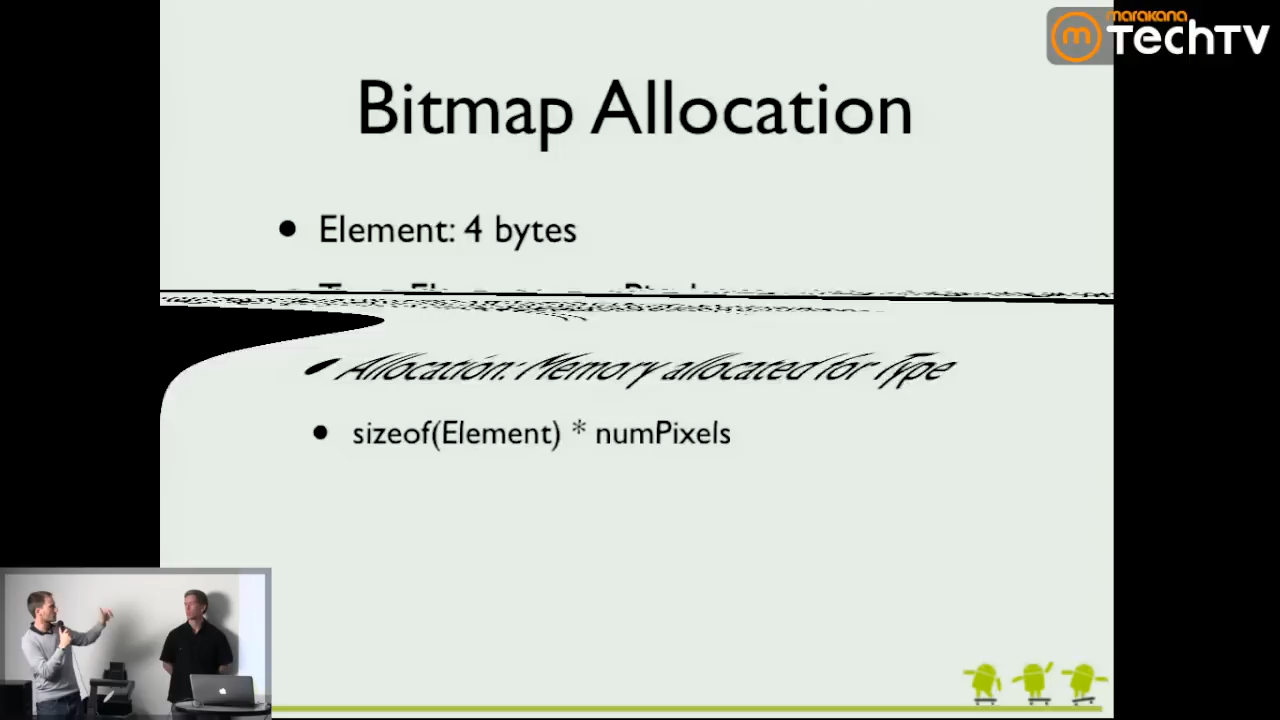 marakana
TechTV
Bitmap Allocation
• Element: 4 bytes
• Allocation: Memory allocated for Type
• sizeof(Element) * numPixels